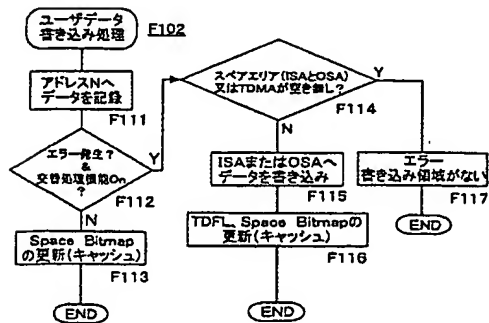 ユーザデータ
書き込み処理
F102
アドレスNへ
データを記録
F111
エラー発生?
&
交替処理機能On
?
F112
Y
N
Space Bitmap
の更新(キャッシュ)
F113
END
スペアエリア(ISAとOSA)
又はTDMAが空き無し?
F114
Y
N
ISAまたはOSAへ
データを書き込み
F115
TDFL、Space Bitmapの
更新(キャッシュ)
F116
END
エラー
書き込み領域がない
F117
END